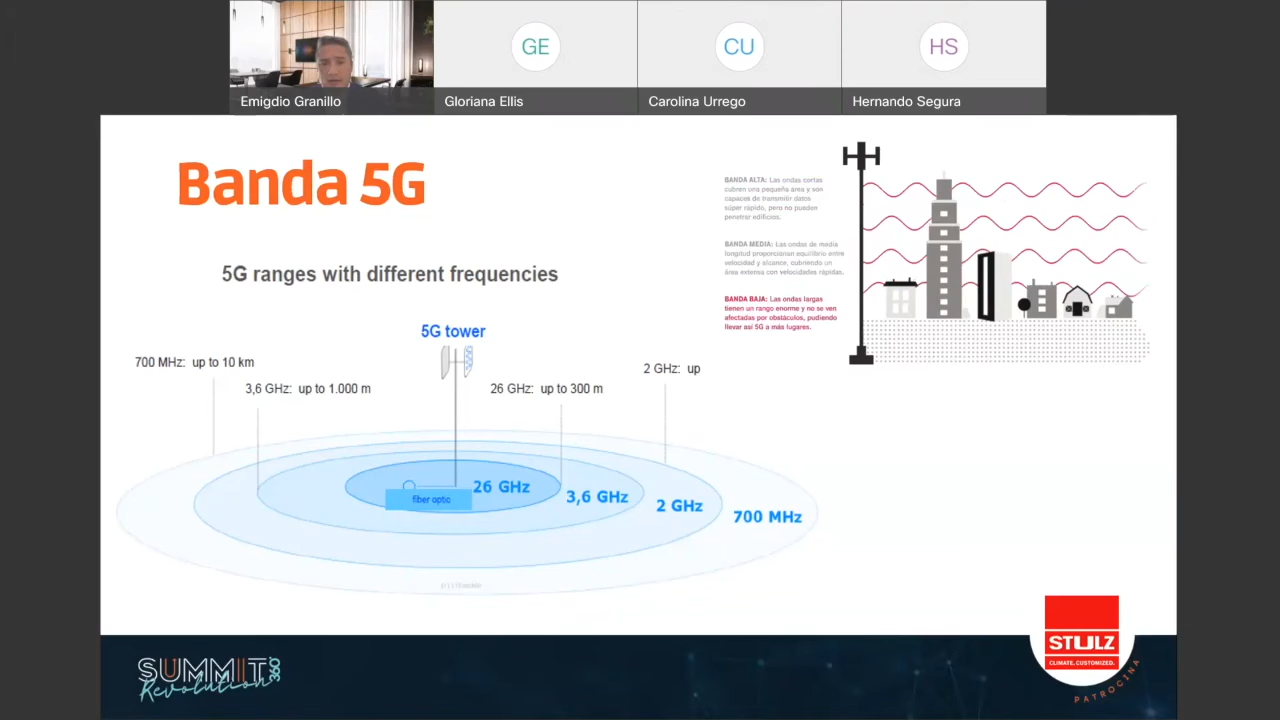 GE
CU
HS
Emigdio Granillo
Gloriana Ellis
Carolina Urrego
Hernando Segura
Banda 5G
BANDA ALTA: Las ondas cortas
cubren una pequeña área y son
capaces de transmitir datos
súper rápido, pero no pueden
penetrar edificios.
BANDA MEDIA: Las ondas de media
longitud proporcionan equilibrio entre
velocidad y alcance, cubriendo un
área extensa con velocidades rápidas.
BANDA BAJA: Las ondas largas
tienen un rango enorme y no se ven
afectadas por obstáculos, pudiendo
llevar así 5G a más lugares.
5G ranges with different frequencies
5G tower
700 MHz: up to 10 km
3,6 GHz: up to 1.000 m
26 GHz: up to 300 m
2 GHz: up
26 GHz
3,6 GHz
2 GHz
700 MHz
fiber optic
SUMMIT
Revolution 360
STULZ
CLIMATE. CUSTOMIZED.
PATROCINA